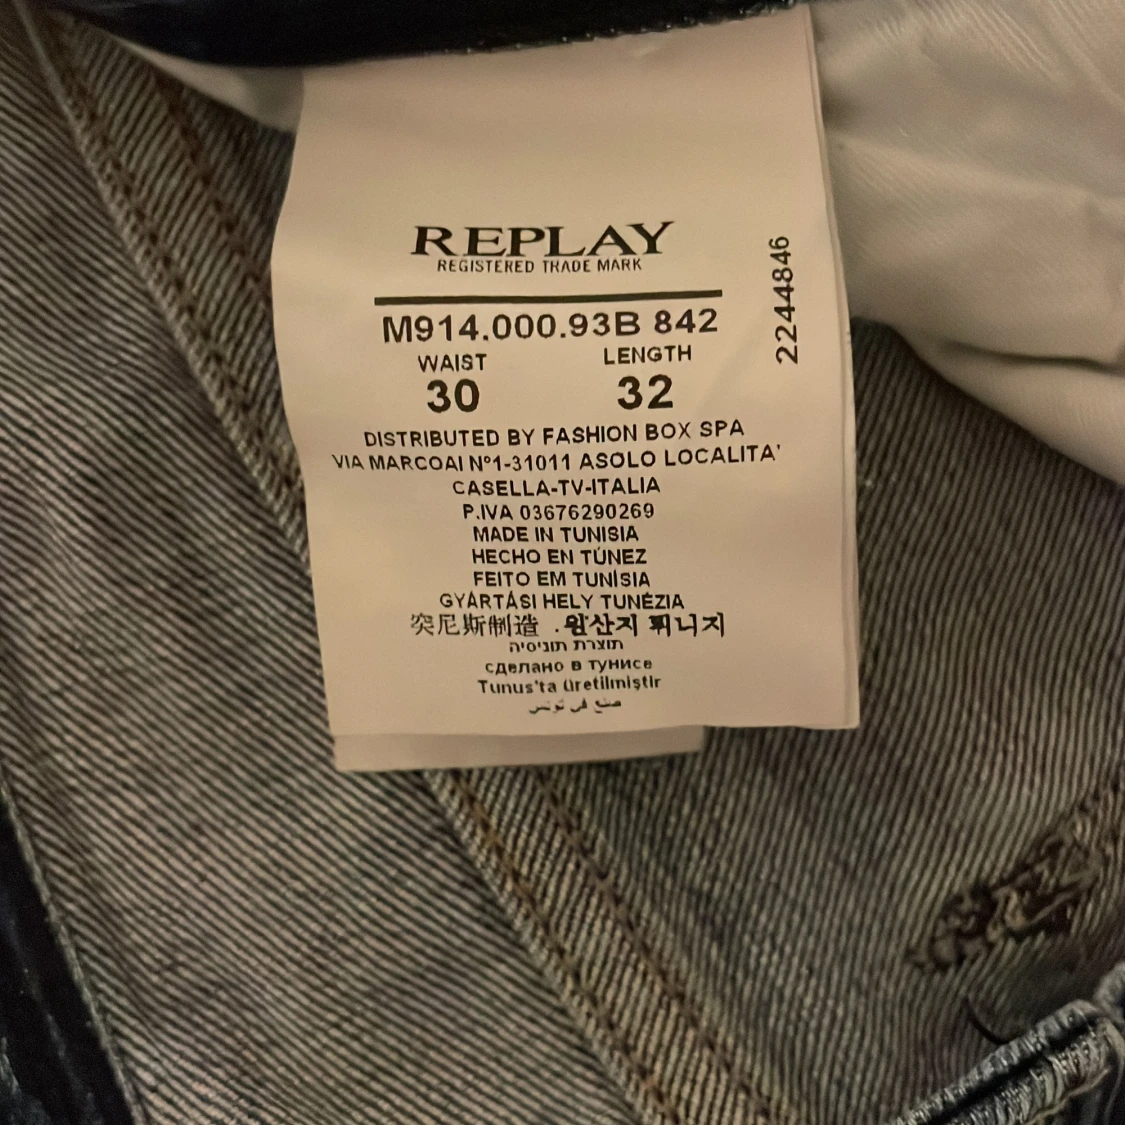 REPLAY
REGISTERED TRADE MARK
M914.000.93B 842
WAIST LENGTH
30 32
DISTRIBUTED BY FASHION BOX SPA
VIA MARCOAI Nº1-31011 ASOLO LOCALITA'
CASELLA-TV-ITALIA
P.IVA 03676290269
MADE IN TUNISIA
HECHO EN TÚNEZ
FEITO EM TUNÍSIA
GYÁRTÁSI HELY TUNÉZIA
突尼斯制造 .원산지 튀니지
תוצרת תוניסיה
сделано в тунисе
Tunus'ta üretilmiştir
صنع في تونس
2244846